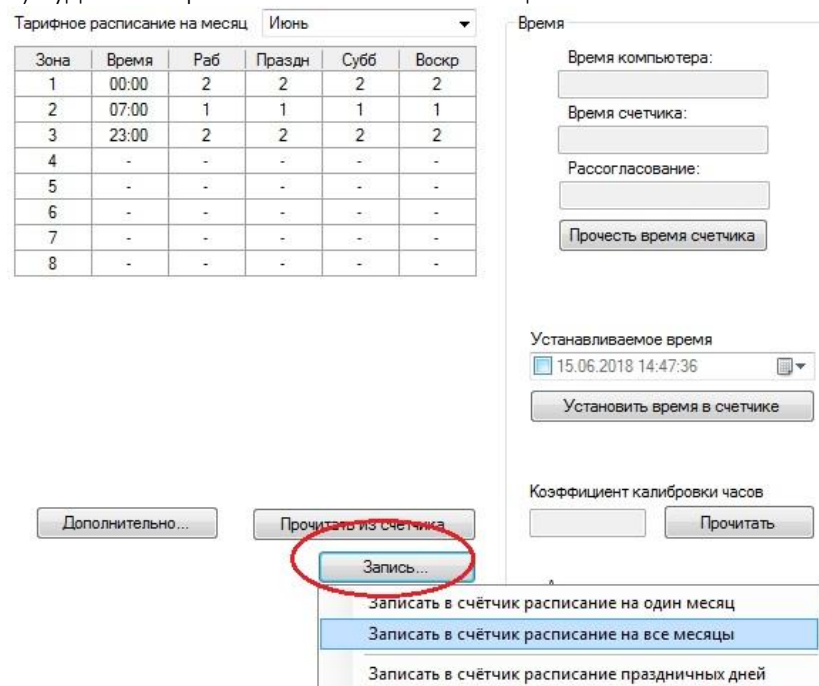 Тарифное расписание на месяц Июнь
Зона Время Раб Праздн Субб Воскр
1 00:00 2 2 2 2
2 07:00 1 1 1 1
3 23:00 2 2 2 2
4 - - - - -
5 - - - - -
6 - - - - -
7 - - - - -
8 - - - - -
Дополнительно...
Прочитать из счетчика
Запись...
Записать в счётчик расписание на один месяц
Записать в счётчик расписание на все месяцы
Записать в счётчик расписание праздничных дней
Время
Время компьютера:
Время счетчика:
Рассогласование:
Прочесть время счетчика
Устанавливаемое время
15.06.2018 14:47:36
Установить время в счетчике
Коэффициент калибровки часов
Прочитать